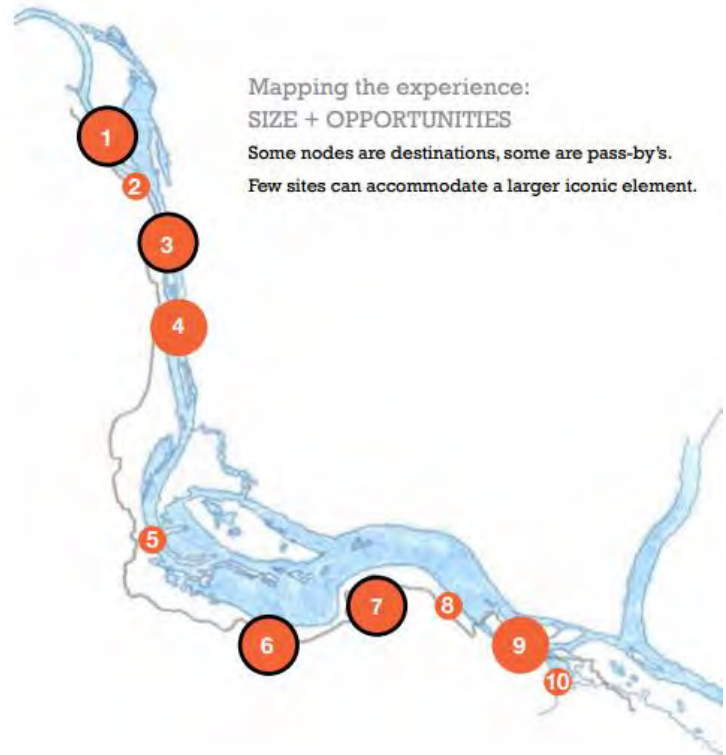 Mapping the experience:
SIZE + OPPORTUNITIES
Some nodes are destinations, some are pass-by's.
Few sites can accommodate a larger iconic element.
1
2
3
4
5
6
7
8
9
10